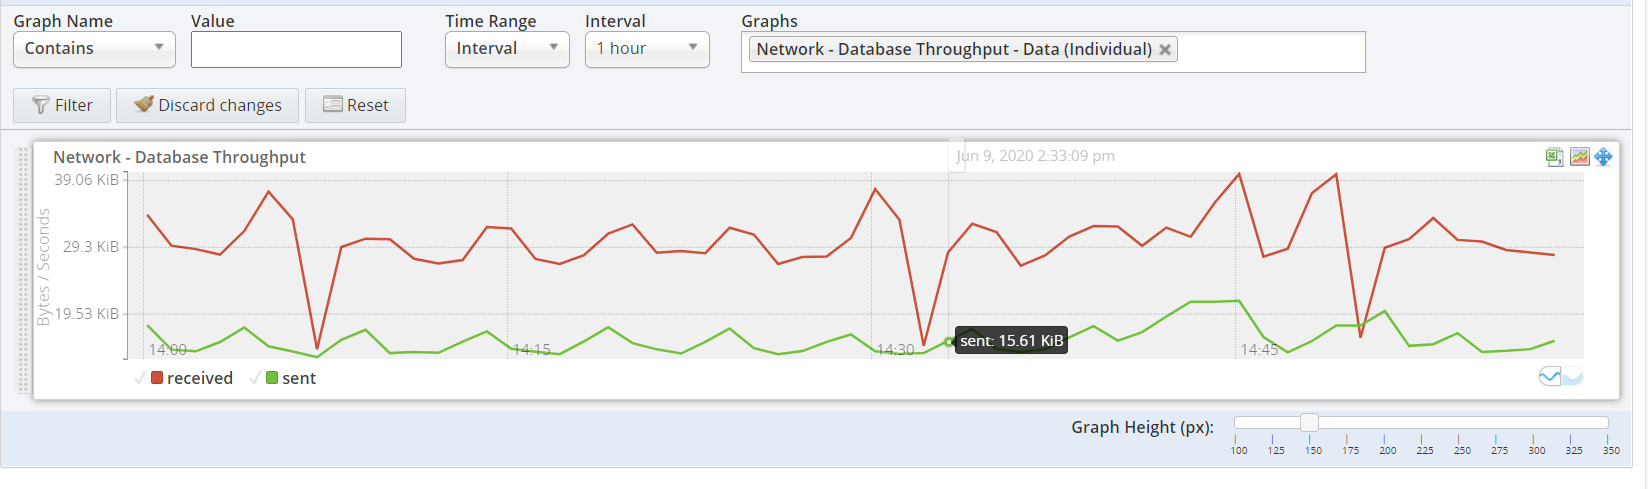 Graph Name Value Time Range Interval Graphs
Contains Interval 1 hour Network - Database Throughput - Data (Individual)
Filter Discard changes Reset
Network - Database Throughput Jun 9, 2020 2:33:09 pm
39.06 KiB
29.3 KiB
19.53 KiB
Bytes / Seconds
sent: 15.61 KiB
14:00 14:15 14:30 14:45
received sent
Graph Height (px):
100 125 150 175 200 225 250 275 300 325 350